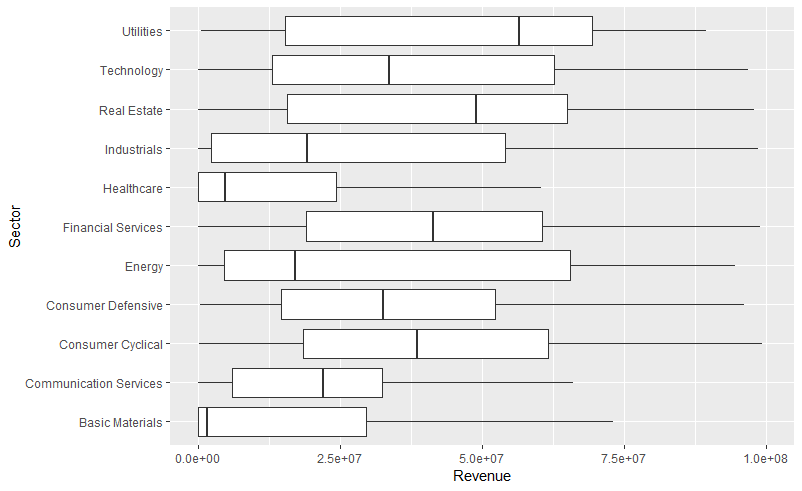 Utilities
Technology
Real Estate
Industrials
Healthcare
Financial Services
Energy
Consumer Defensive
Consumer Cyclical
Communication Services
Basic Materials
Sector
0.0e+00 2.5e+07 5.0e+07 7.5e+07 1.0e+08
Revenue